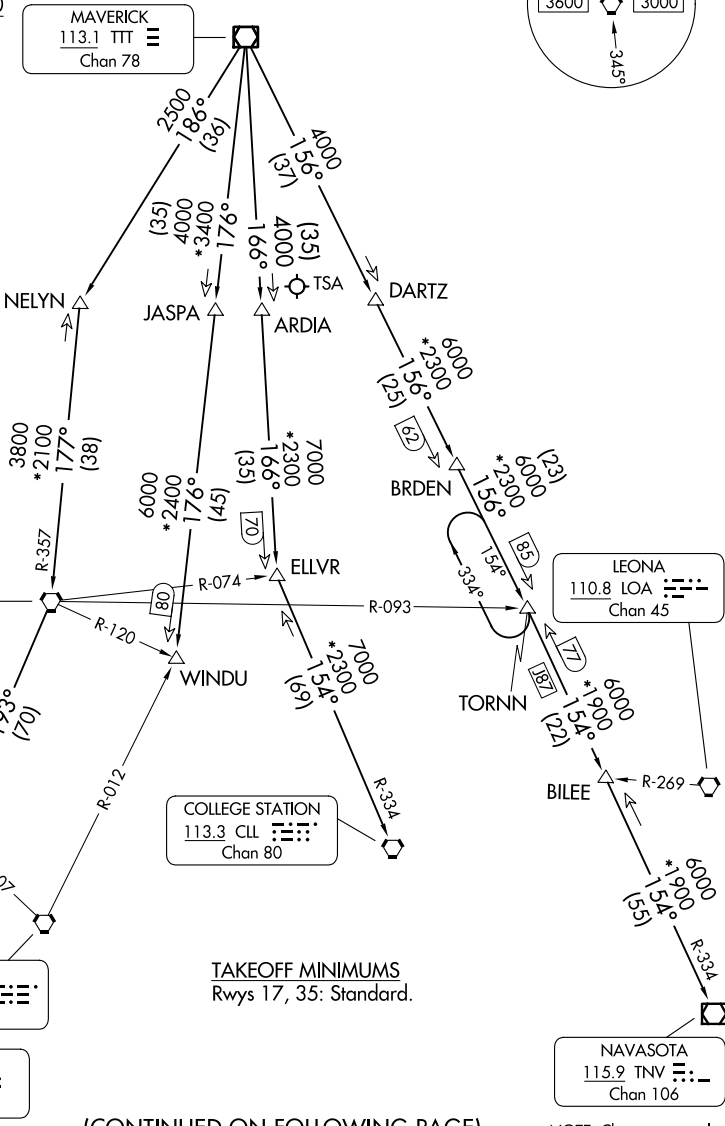 MAVERICK
113.1 TTT
Chan 78
3600
3000
345°
2500
186°
(36)
(35)
4000
*3400
176°
(35)
4000
166°
4000
156°
(37)
TSA
NELYN
JASPA
ARDIA
DARTZ
6000
*2300
156°
(25)
62
BRDEN
3800
*2100
177°
(38)
6000
*2400
176°
(45)
7000
*2300
166°
(35)
70
(23)
6000
*2300
156°
85
154°
334°
R-357
ELLVR
R-074
80
R-093
R-120
WINDU
LEONA
110.8 LOA
Chan 45
TORNN
77
J87
6000
*1900
154°
(22)
7000
*2300
154°
(69)
193°
(70)
R-012
R-334
BILEE
R-269
COLLEGE STATION
113.3 CLL
Chan 80
6000
*1900
154°
(55)
R-334
07
TAKEOFF MINIMUMS
Rwys 17, 35: Standard.
NAVASOTA
115.9 TNV
Chan 106
(CONTINUED ON FOLLOWING PAGE)